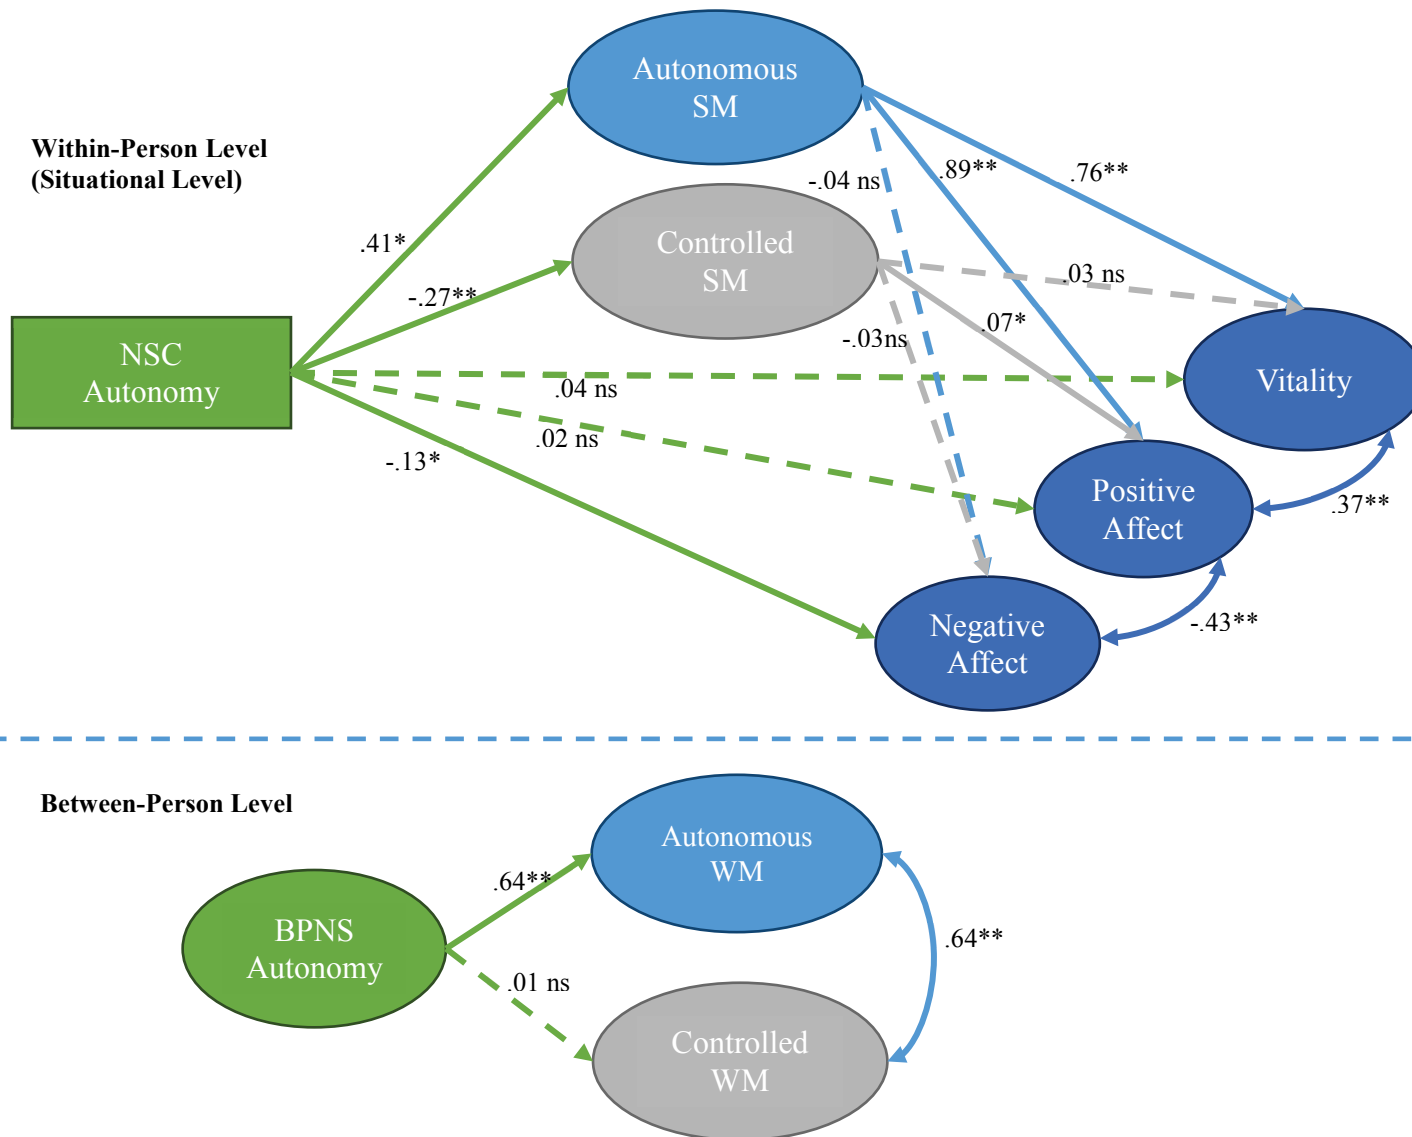 Autonomous
SM
Within-Person Level
(Situational Level)
-.04 ns
.89**
.76**
.41*
Controlled
SM
-.27**
.03 ns
-.03ns
.07*
NSC
Autonomy
.04 ns
.02 ns
-.13*
Vitality
Positive
Affect
.37**
Negative
Affect
-.43**
Between-Person Level
Autonomous
WM
.64**
BPNS
Autonomy
.64**
.01 ns
Controlled
WM